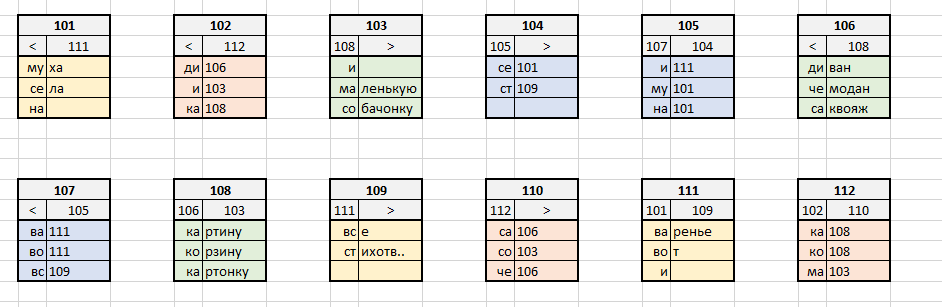 101 102 103 104 105 106
< 111 < 112 108 > 105 > 107 104 < 108
му ха ди 106 и се 101 и 111 ди ван
се ла и 103 ма ленькую ст 109 му 101 че модан
на ка 108 со бачонку на 101 са квояж
107 108 109 110 111 112
< 105 106 103 111 > 112 > 101 109 102 110
ва 111 ка ртину вс е са 106 ва ренье ка 108
во 111 ко рзину ст ихотв.. со 103 во т ко 108
вс 109 ка ртонку че 106 и ма 103